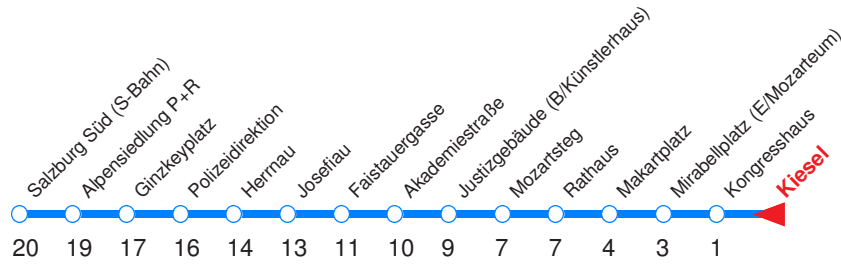 Salzburg Süd (S-Bahn)
Alpensiedlung P+R
Ginzkeyplatz
Polizeidirektion
Herrnau
Josefiau
Faistauergasse
Akademiestraße
Justizgebäude (B/Künstlerhaus)
Mozartsteg
Rathaus
Makartplatz
Mirabellplatz (E/Mozarteum)
Kongresshaus
Kiesel
20 19 17 16 14 13 11 10 9 7 7 4 3 1